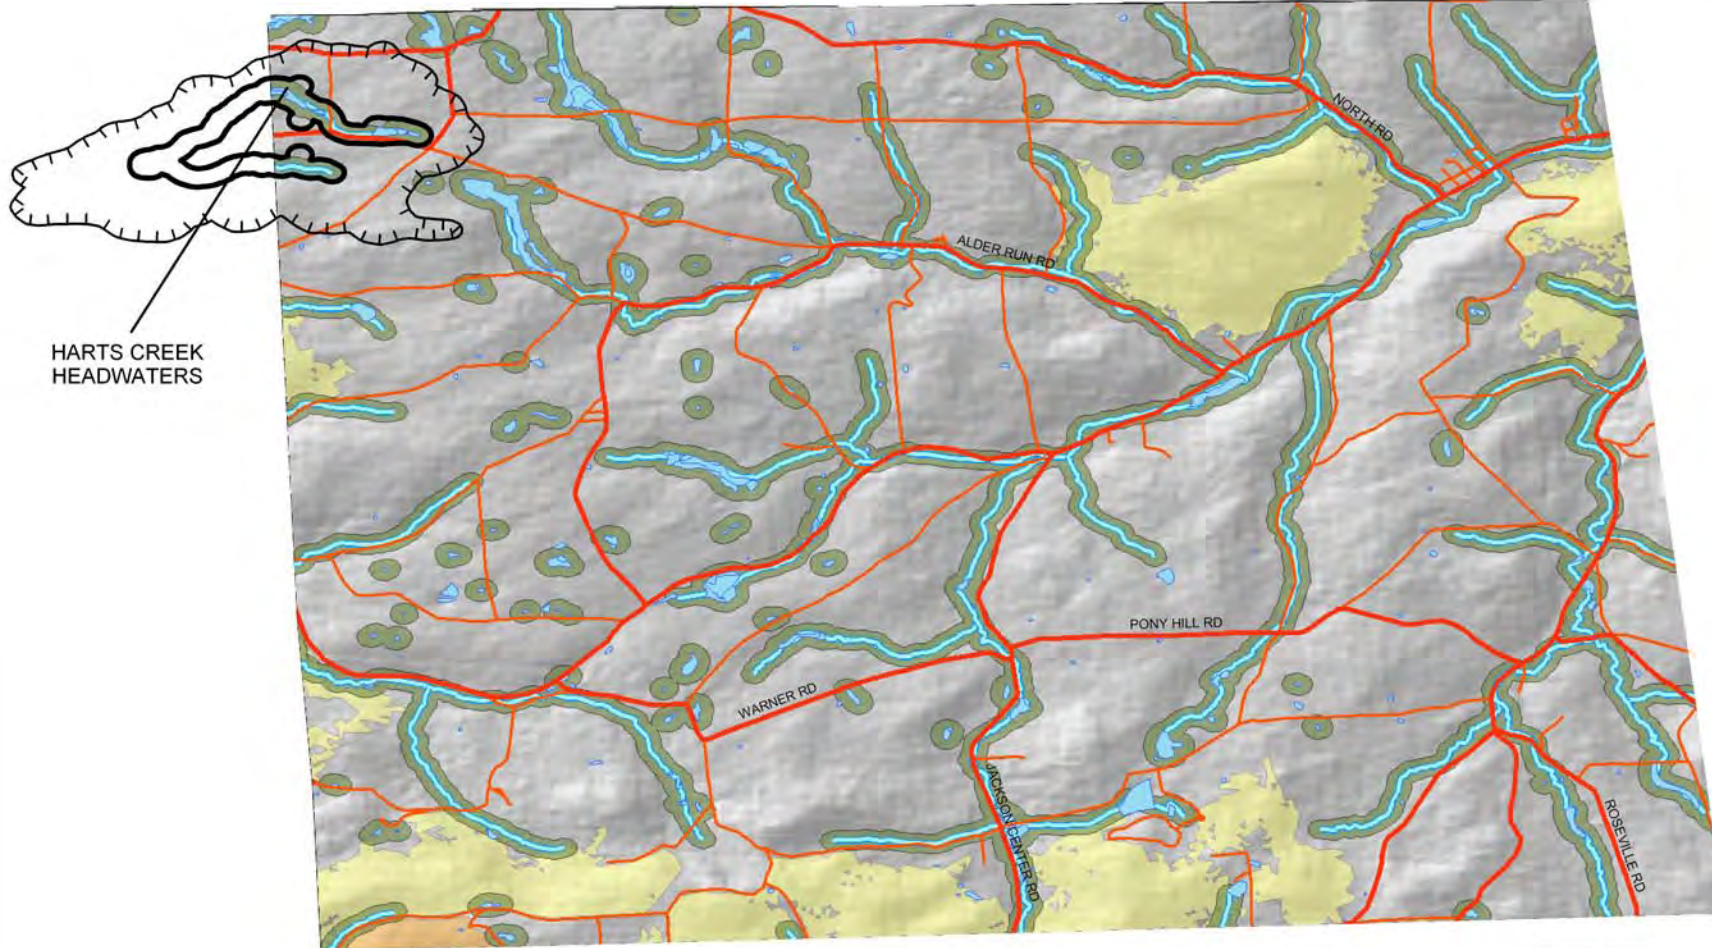 NORTH RD
ALDER RUN RD
HARTS CREEK
HEADWATERS
PONY HILL RD
WARNER RD
JACKSON CENTER RD
ROSEVILLE RD